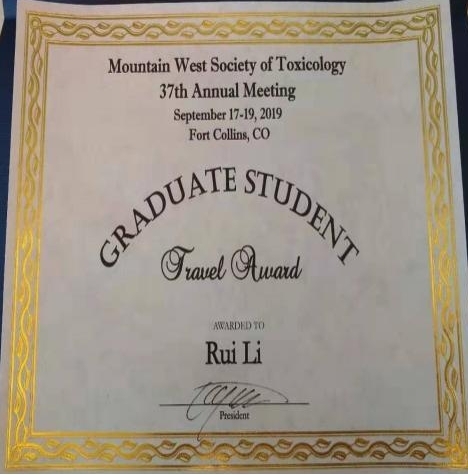 Mountain West Society of Toxicology
37th Annual Meeting
September 17-19, 2019
Fort Collins, CO
GRADUATE STUDENT
Travel Award
AWARDED TO
Rui Li
President